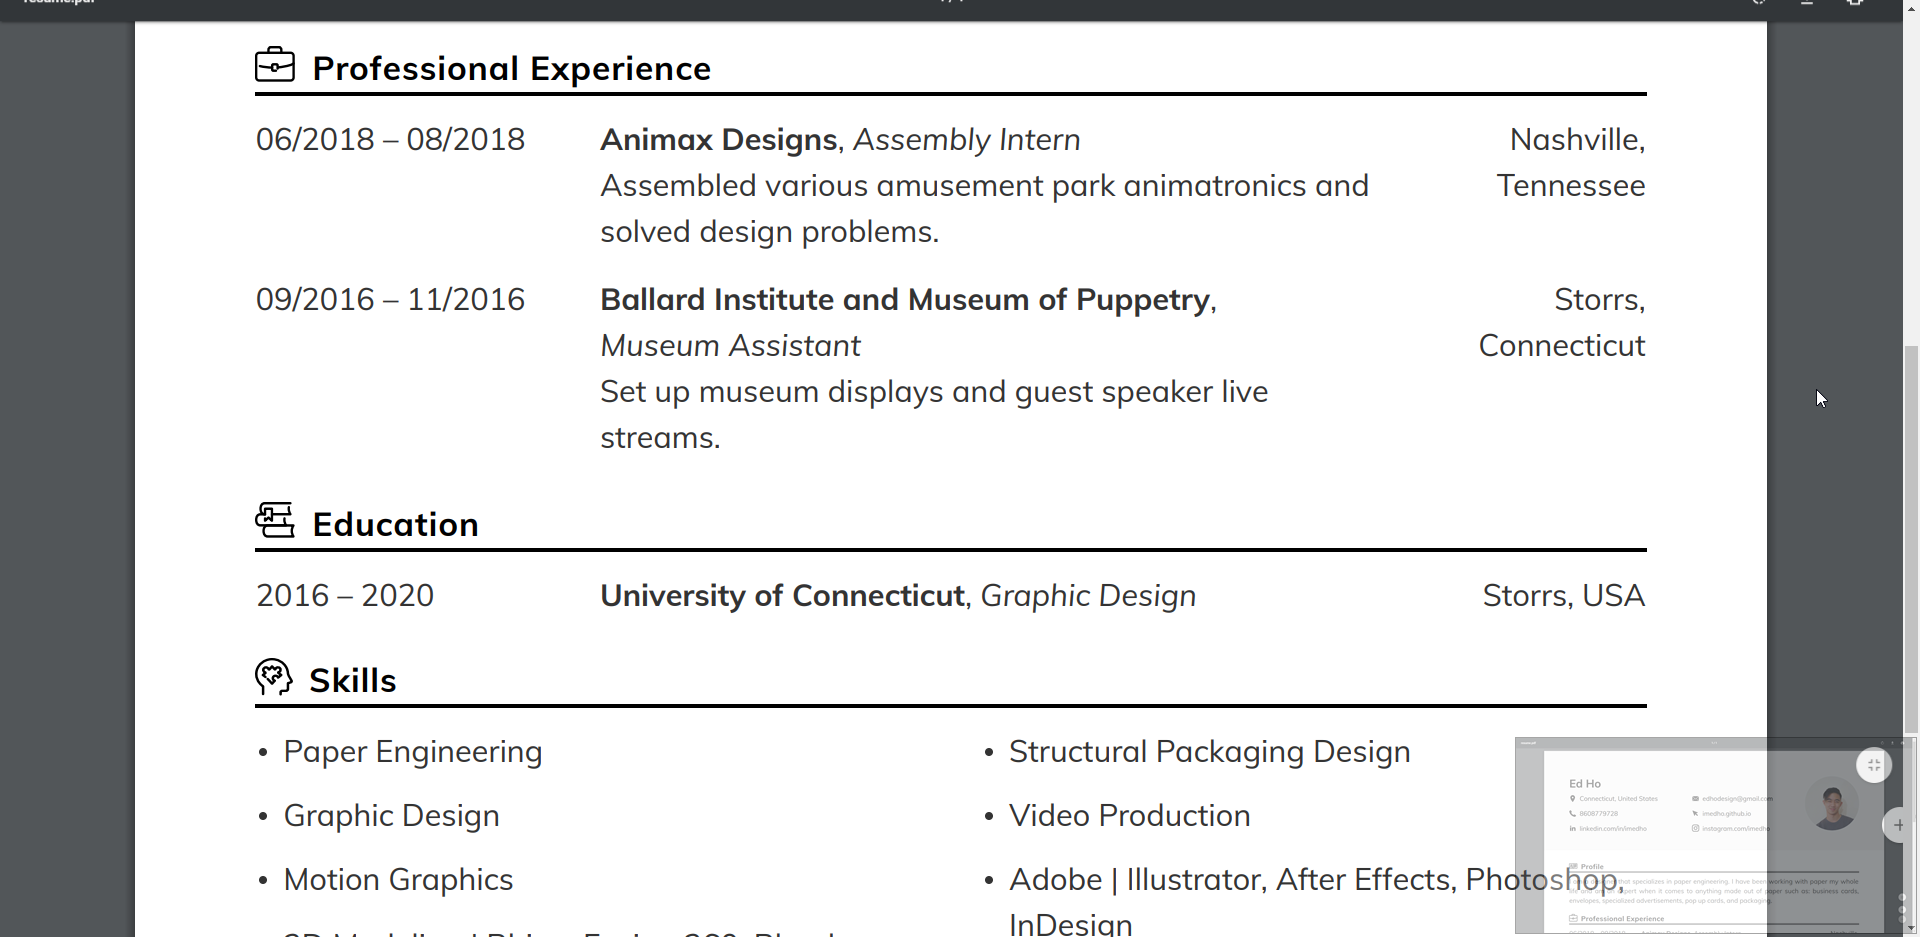 resume.pdf
Professional Experience
06/2018 – 08/2018
Animax Designs, Assembly Intern
Nashville,
Tennessee
Assembled various amusement park animatronics and
solved design problems.
09/2016 – 11/2016
Ballard Institute and Museum of Puppetry,
Museum Assistant
Storrs,
Connecticut
Set up museum displays and guest speaker live
streams.
Education
2016 – 2020
University of Connecticut, Graphic Design
Storrs, USA
Skills
• Paper Engineering
• Structural Packaging Design
• Graphic Design
• Video Production
• Motion Graphics
• Adobe | Illustrator, After Effects, Photoshop,
InDesign
Ed Ho
Connecticut, United States
edhodesign@gmail.com
8608779728
imedho.github.io
linkedin.com/in/imedho
instagram.com/imedho
Profile
that specializes in paper engineering. I have been working with paper my whole
expert when it comes to anything made out of paper such as: business cards,
envelopes, specialized advertisements, pop up cards, and packaging.
Professional Experience